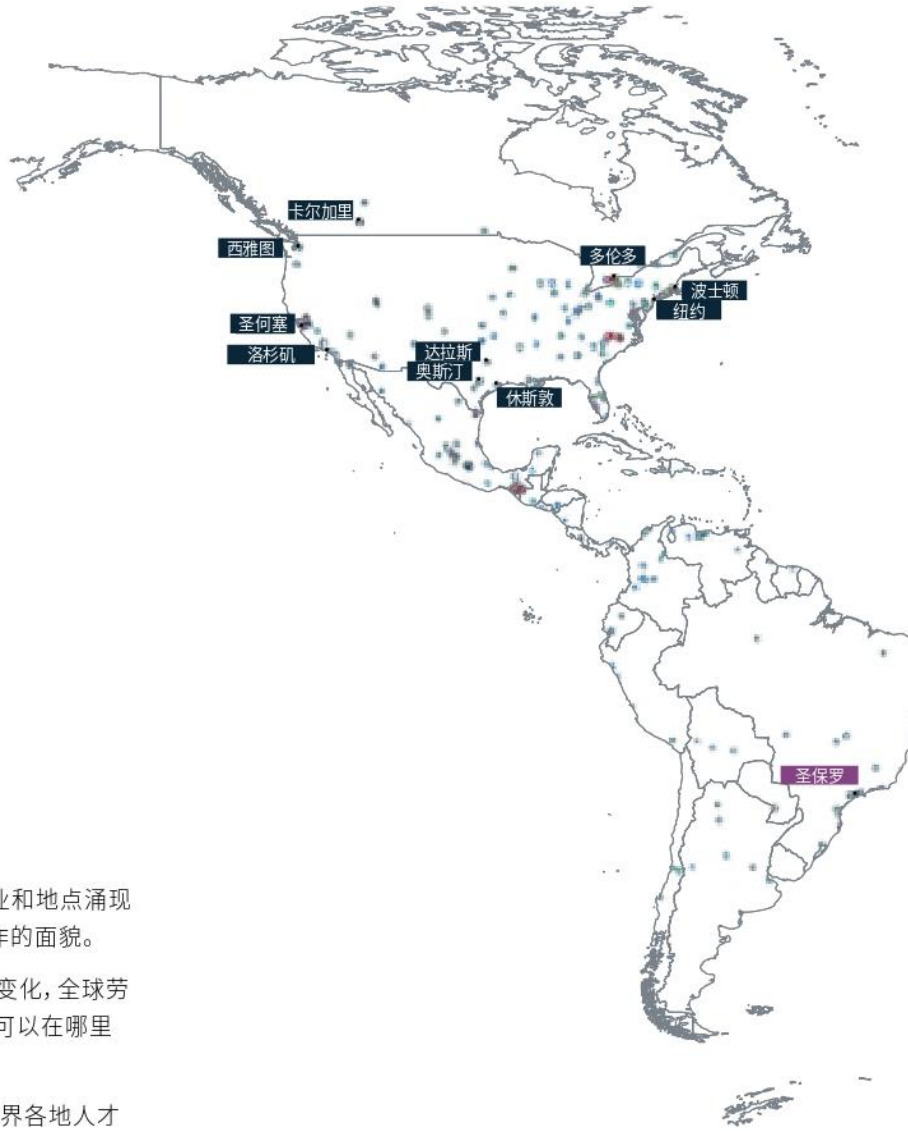 卡尔加里
西雅图
多伦多
波士顿
纽约
圣何塞
洛杉矶
达拉斯
奥斯汀
休斯敦
圣保罗
业和地点涌现
作的面貌。
变化，全球劳
可以在哪里
界各地人才